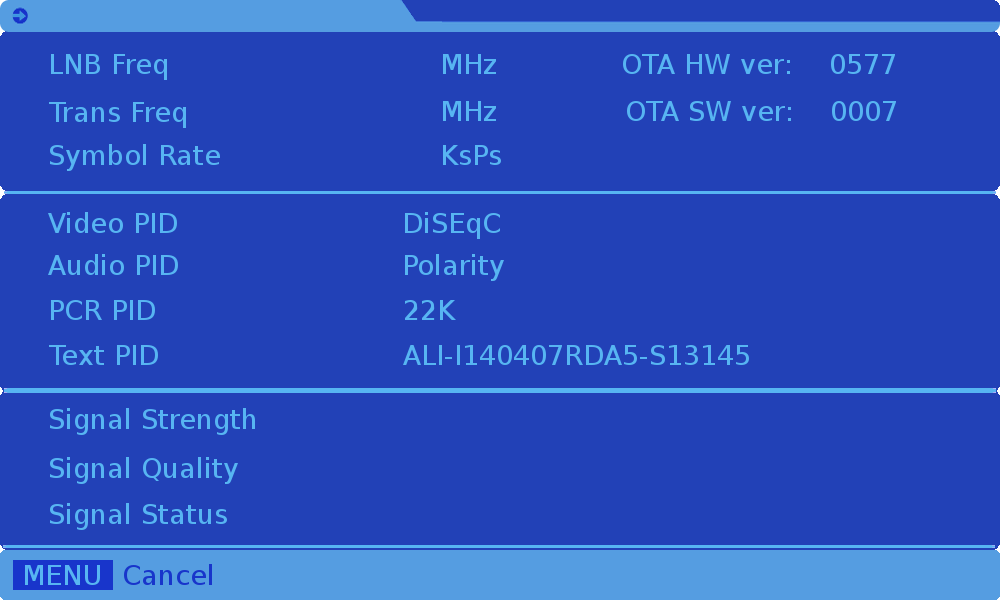 LNB Freq MHz OTA HW ver: 0577
Trans Freq MHz OTA SW ver: 0007
Symbol Rate KsPs
Video PID DiSEqC
Audio PID Polarity
PCR PID 22K
Text PID ALI-I140407RDA5-S13145
Signal Strength
Signal Quality
Signal Status
MENU Cancel